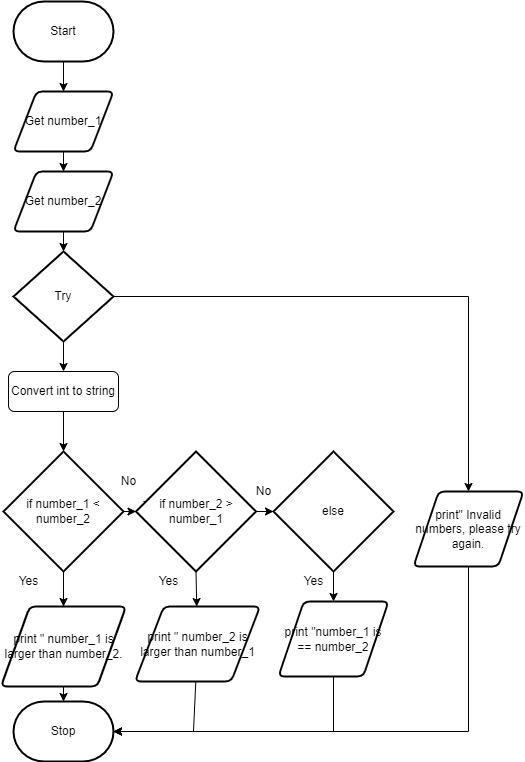 Start
Get number_1
Get number_2
Try
Convert int to string
if number_1 <
number_2
No
if number_2 >
number_1
No
else
print" Invalid
numbers, please try
again.
Yes
Yes
Yes
print " number_1 is
larger than number_2.
print " number_2 is
larger than number_1
print "number_1 is
== number_2
Stop